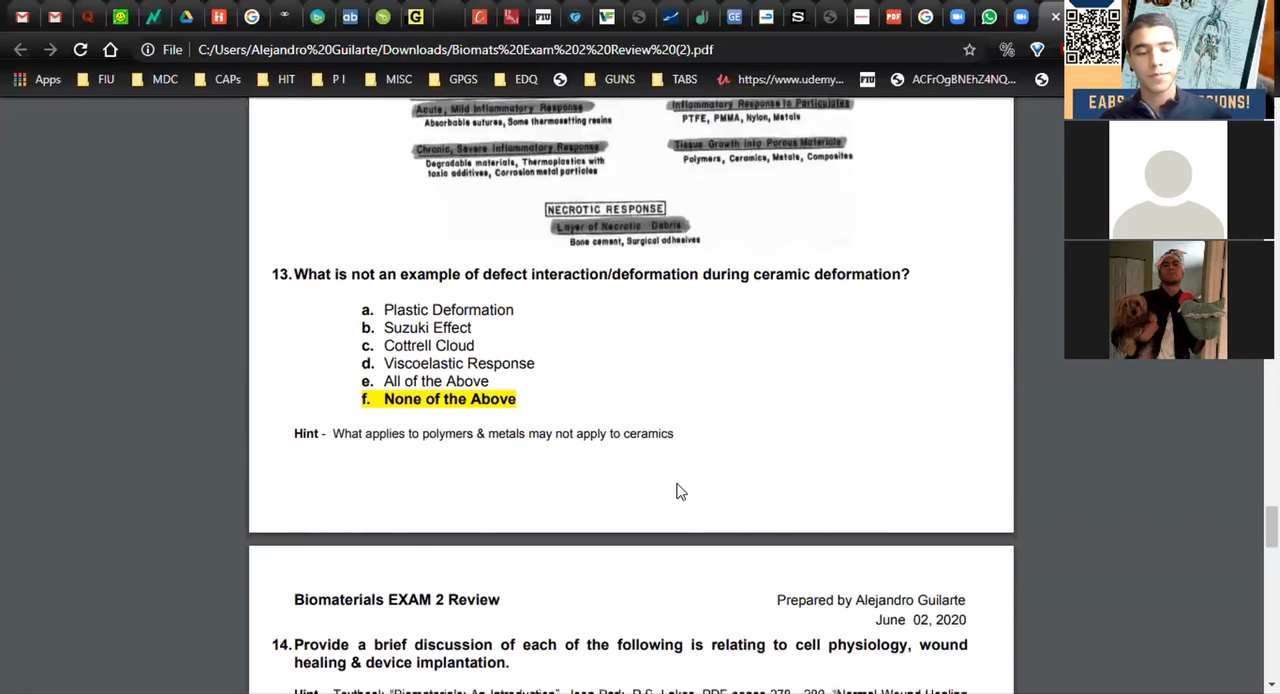 File C:/Users/Alejandro%20Guilarte/Downloads/Biomats%20Exam%202%20Review%20(2).pdf
Apps FIU MDC CAPs HIT P I MISC GPGS EDQ GUNS TABS https://www.udemy... FIU ACFrOgBNEhZ4NQ...
EABS
Acute, Mild Inflammatory Response
Absorbable sutures, Some thermosetting resins
Inflammatory Response to Particulates
PTFE, PMMA, Nylon, Metals
Chronic, Severe Inflammatory Response
Degradable materials, Thermoplastics with
toxic additives, Corrosion metal particles
Tissue Growth into Porous Materials
Polymers, Ceramics, Metals, Composites
NECROTIC RESPONSE
Layer of Necrotic Debris
Bone cement, Surgical adhesives
13. What is not an example of defect interaction/deformation during ceramic deformation?
a. Plastic Deformation
b. Suzuki Effect
c. Cottrell Cloud
d. Viscoelastic Response
e. All of the Above
f. None of the Above
Hint - What applies to polymers & metals may not apply to ceramics
Biomaterials EXAM 2 Review
Prepared by Alejandro Guilarte
June 02, 2020
14. Provide a brief discussion of each of the following is relating to cell physiology, wound
healing & device implantation.